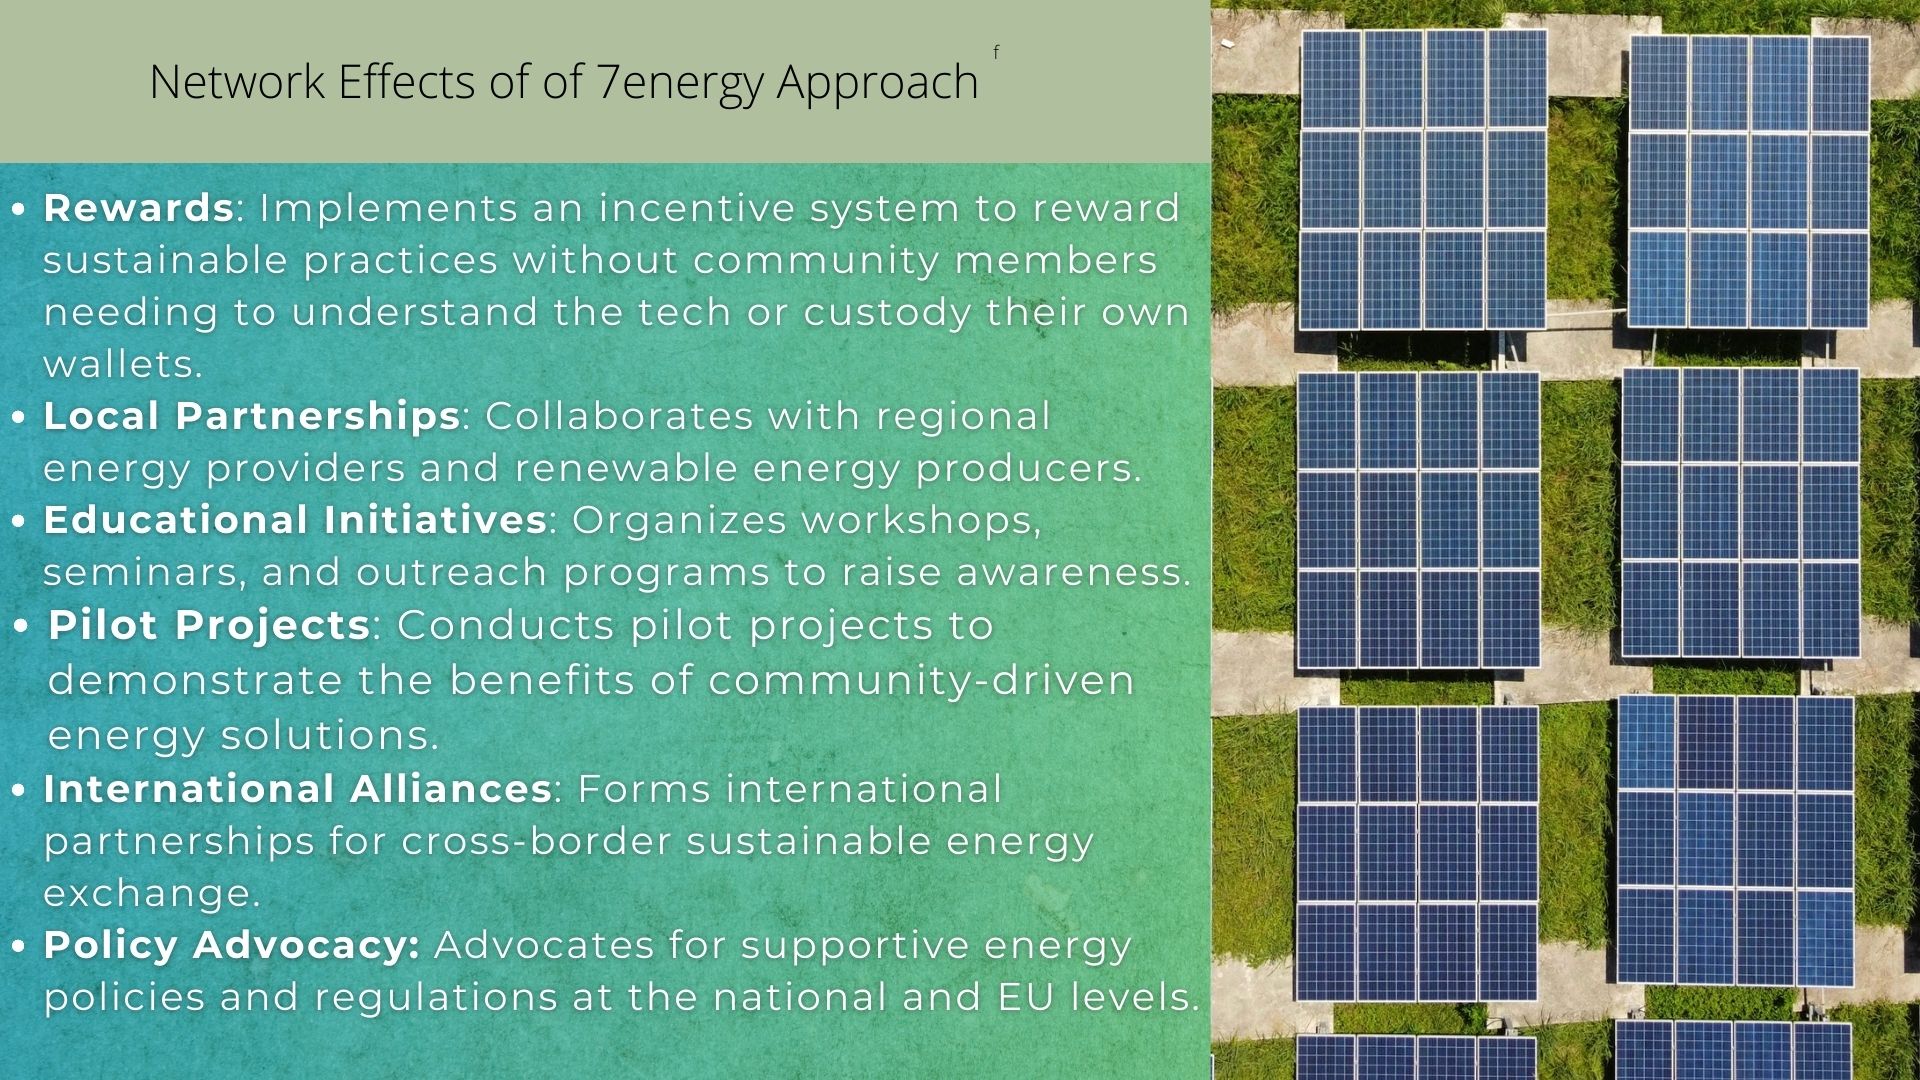 Network Effects of of 7energy Approach
f
• Rewards: Implements an incentive system to reward
sustainable practices without community members
needing to understand the tech or custody their own
wallets.
• Local Partnerships: Collaborates with regional
energy providers and renewable energy producers.
• Educational Initiatives: Organizes workshops,
seminars, and outreach programs to raise awareness.
• Pilot Projects: Conducts pilot projects to
demonstrate the benefits of community-driven
energy solutions.
• International Alliances: Forms international
partnerships for cross-border sustainable energy
exchange.
• Policy Advocacy: Advocates for supportive energy
policies and regulations at the national and EU levels.